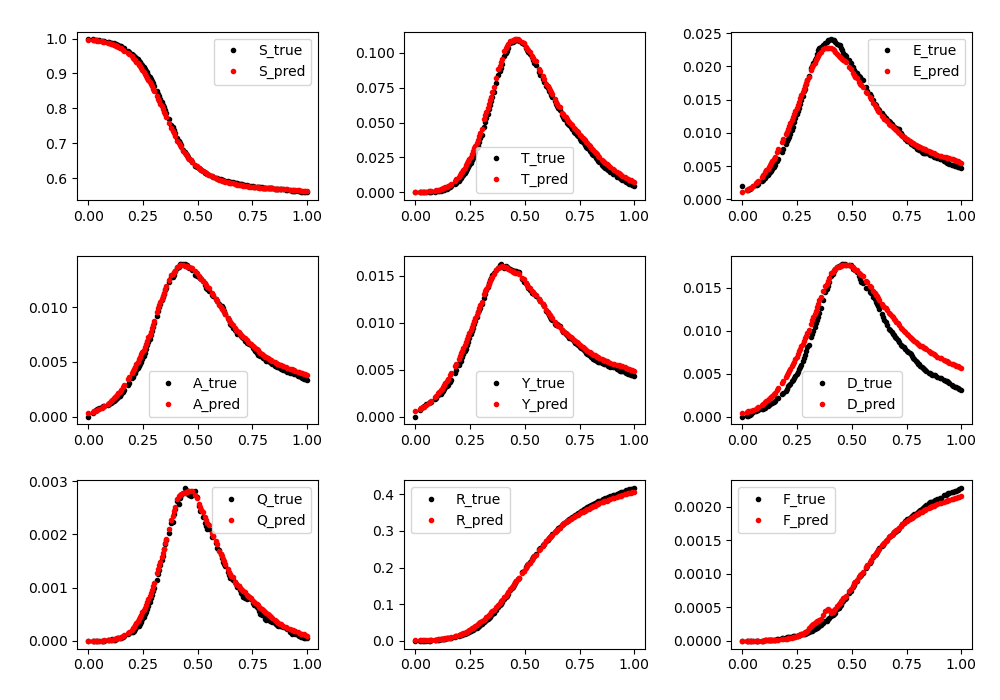 1.0
0.9
0.8
0.7
0.6
S_true
S_pred
0.00 0.25 0.50 0.75 1.00
0.100
0.075
0.050
0.025
0.000
T_true
T_pred
0.00 0.25 0.50 0.75 1.00
0.025
0.020
0.015
0.010
0.005
0.000
E_true
E_pred
0.00 0.25 0.50 0.75 1.00
0.010
0.005
0.000
A_true
A_pred
0.00 0.25 0.50 0.75 1.00
0.015
0.010
0.005
0.000
Y_true
Y_pred
0.00 0.25 0.50 0.75 1.00
0.015
0.010
0.005
0.000
D_true
D_pred
0.00 0.25 0.50 0.75 1.00
0.003
0.002
0.001
0.000
Q_true
Q_pred
0.00 0.25 0.50 0.75 1.00
0.4
0.3
0.2
0.1
0.0
R_true
R_pred
0.00 0.25 0.50 0.75 1.00
0.0020
0.0015
0.0010
0.0005
0.0000
F_true
F_pred
0.00 0.25 0.50 0.75 1.00